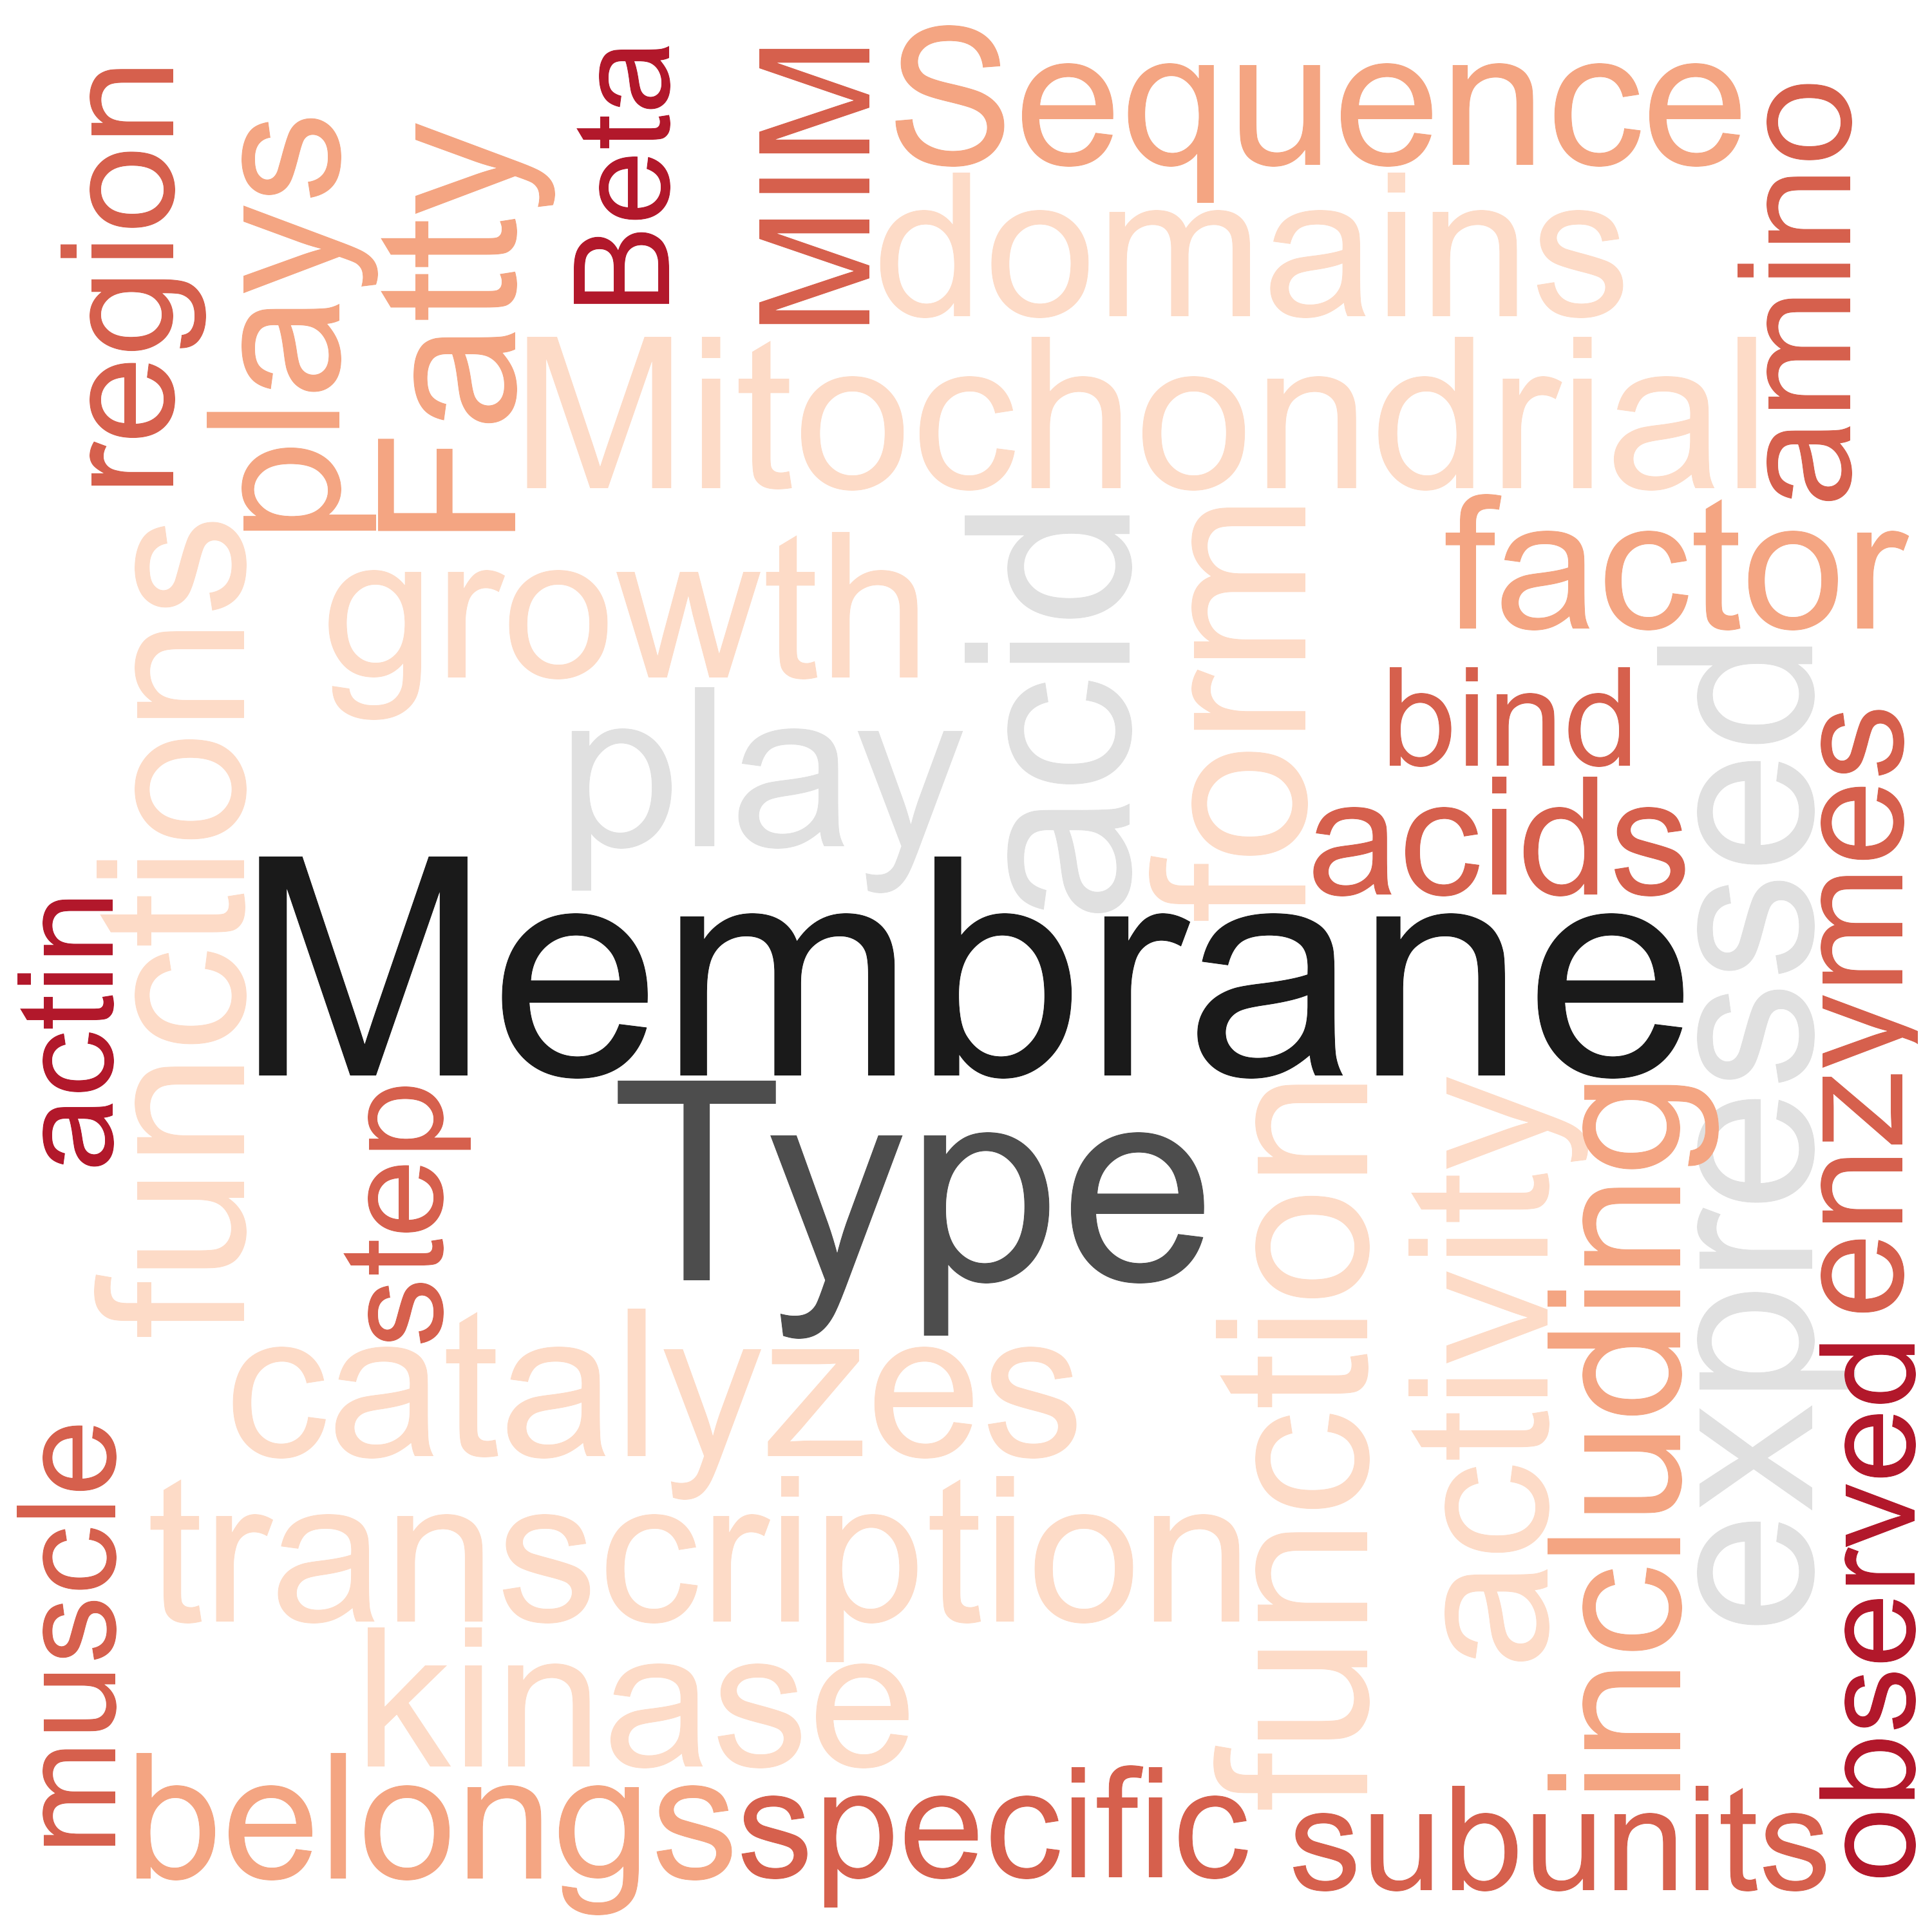 region
plays
Fatty
Beta
MIM
Sequence
domains
amino
Mitochondrial
functions
growth
acid
form
factor
play
bind
acids
expressed
enzymes
Membrane
actin
Type
step
function
activity
including
catalyzes
observed
muscle
transcription
kinase
belongs
specific
subunits